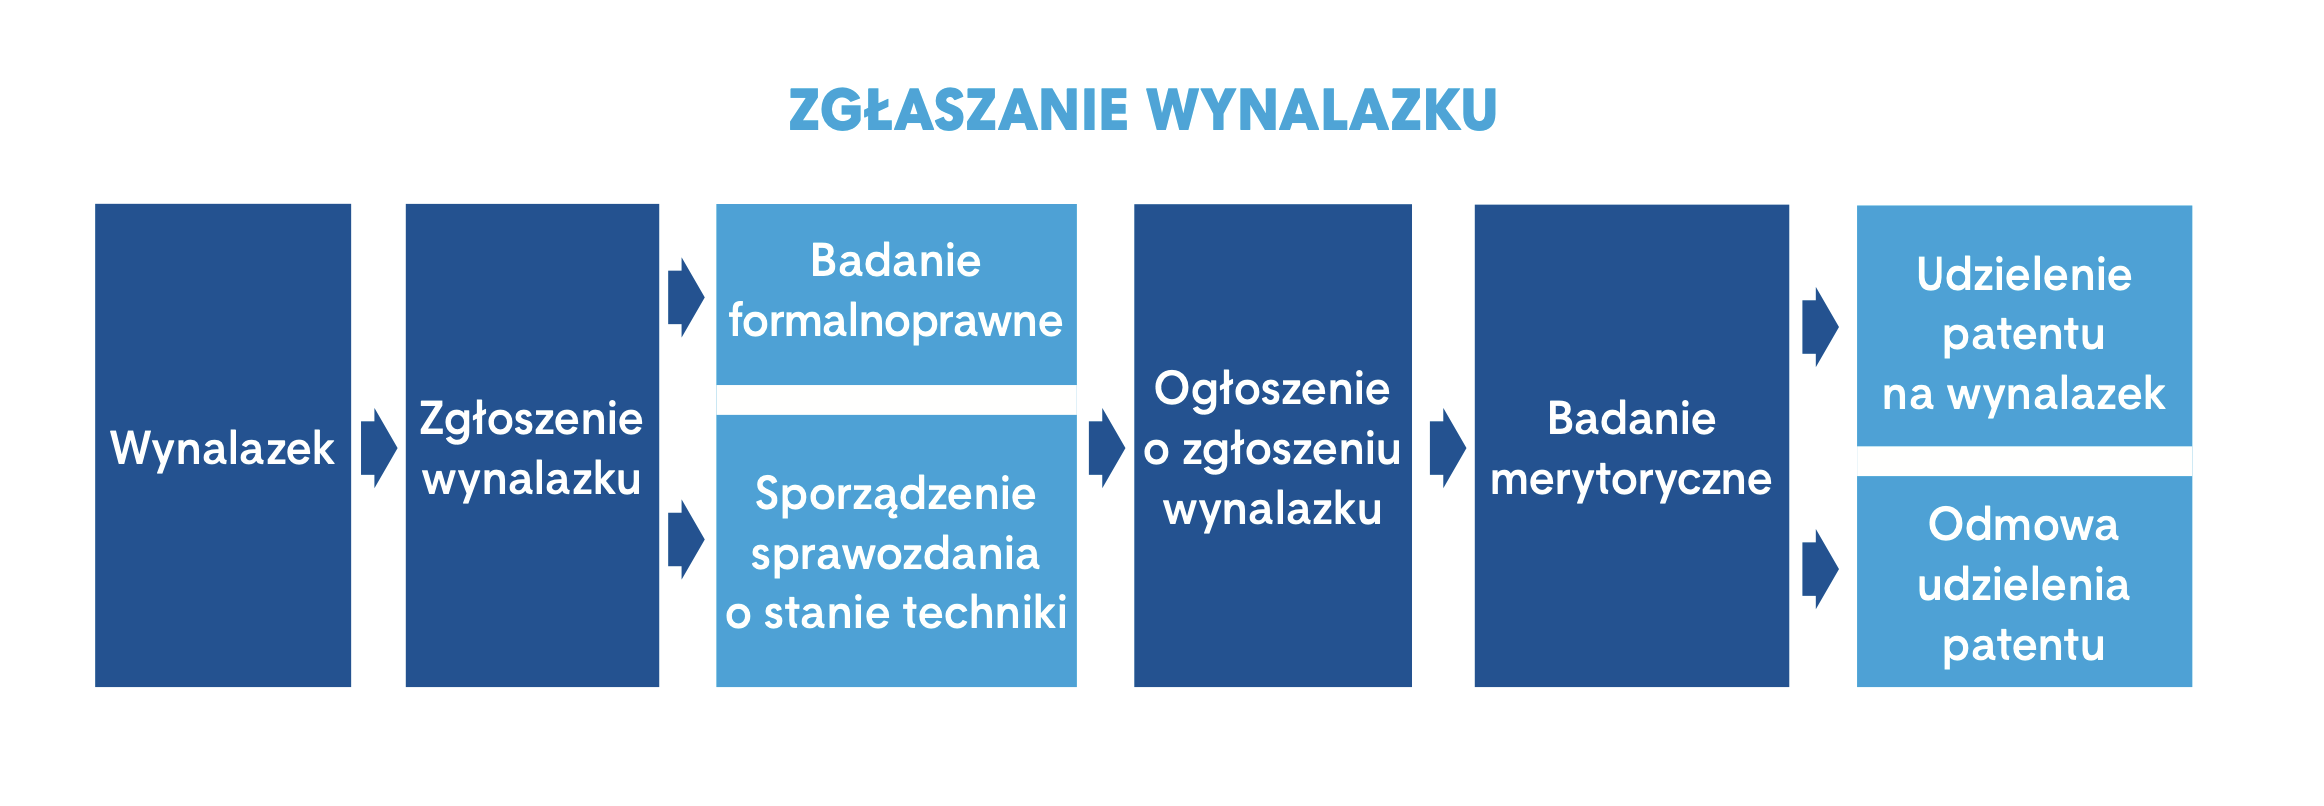 ZGŁASZANIE WYNALAZKU
Wynalazek
Zgłoszenie
wynalazku
Badanie
formalnoprawne
Sporządzenie
sprawozdania
o stanie techniki
Ogłoszenie
o zgłoszeniu
wynalazku
Badanie
merytoryczne
Udzielenie
patentu
na wynalazek
Odmowa
udzielenia
patentu